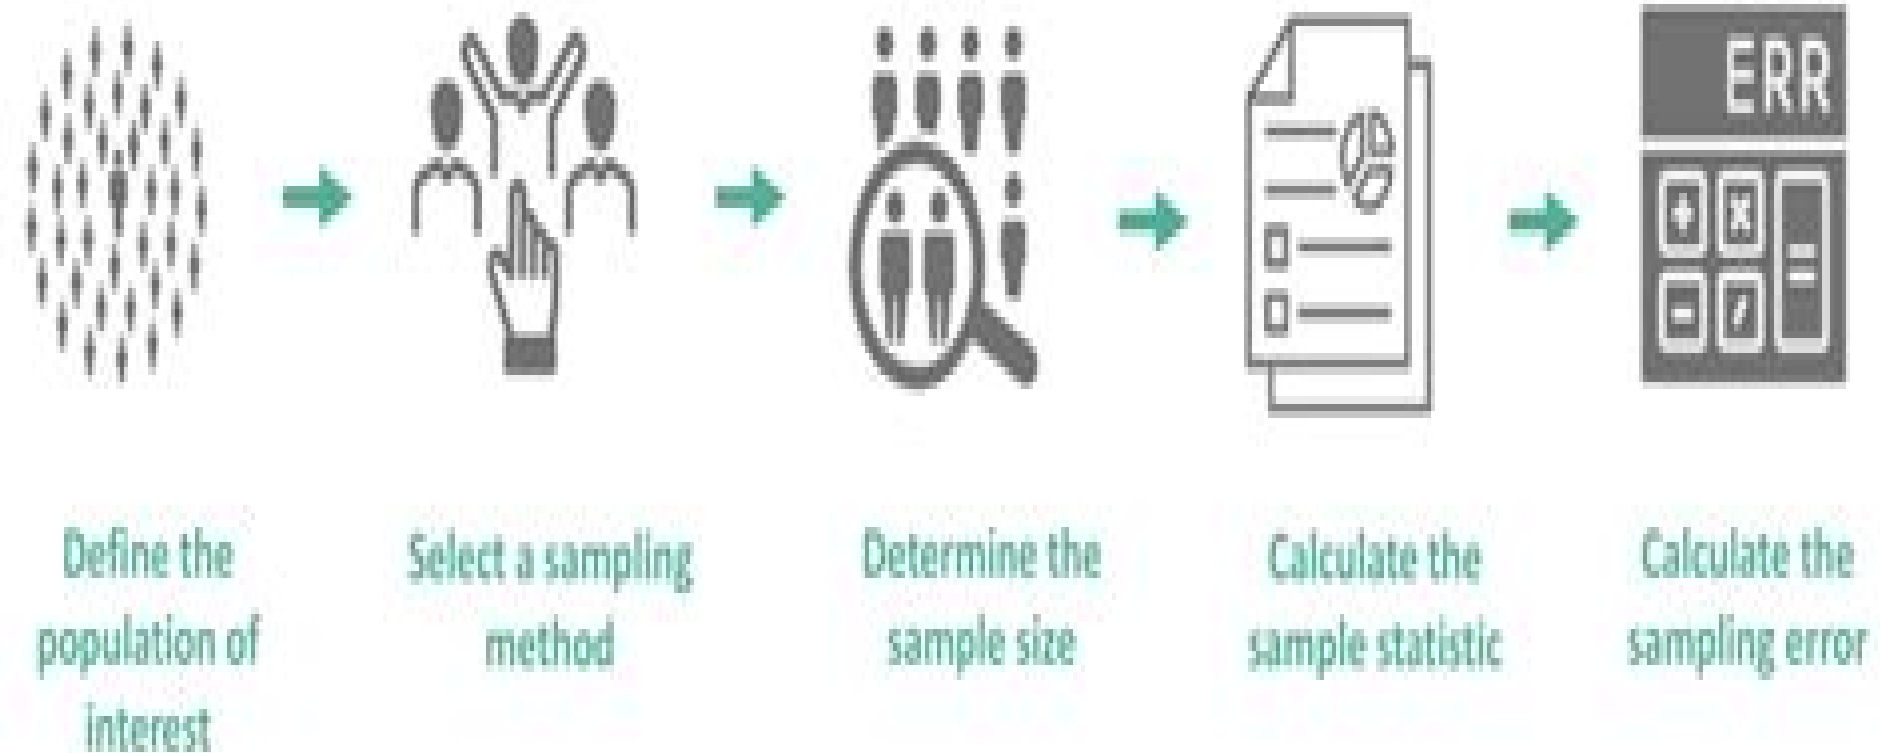 ERR
Define the
population of
interest
Select a sampling
method
Determine the
sample size
Calculate the
sample statistic
Calculate the
sampling error